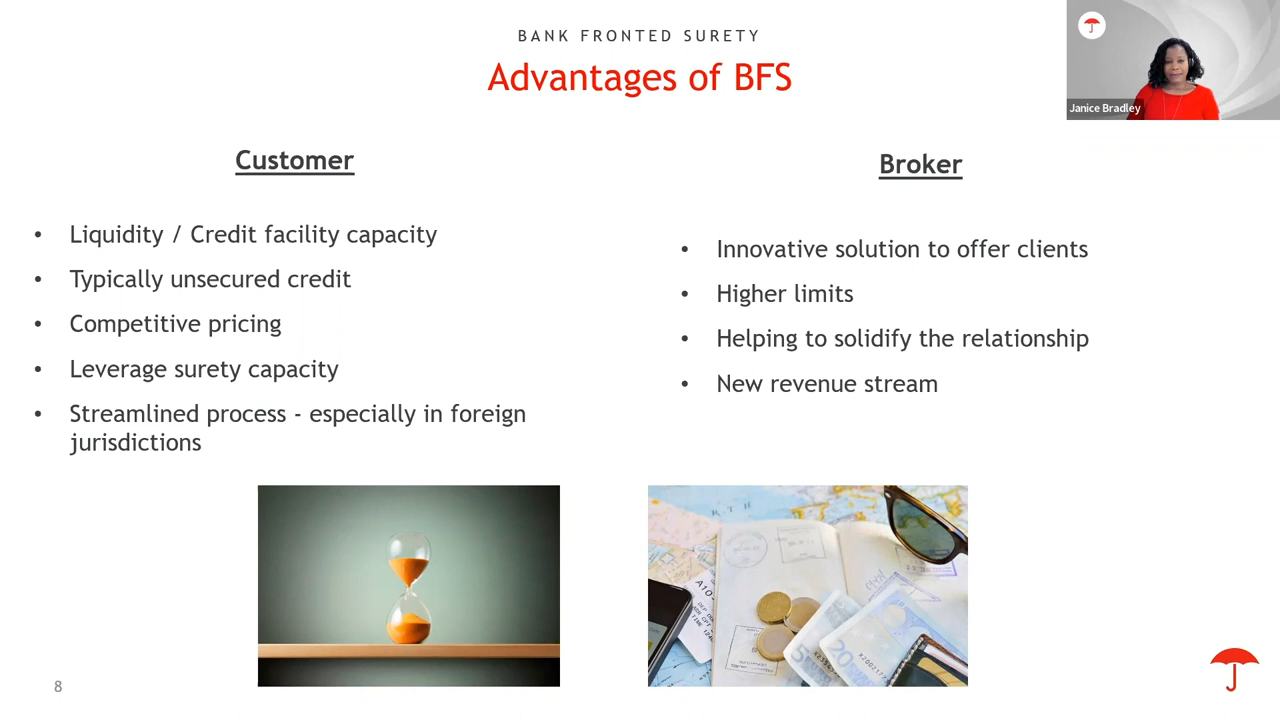 BANK FRONTED SURETY
Advantages of BFS
Janice Bradley
Customer
• Liquidity / Credit facility capacity
• Typically unsecured credit
• Competitive pricing
• Leverage surety capacity
• Streamlined process - especially in foreign
jurisdictions
Broker
• Innovative solution to offer clients
• Higher limits
• Helping to solidify the relationship
• New revenue stream
A10-
20
8